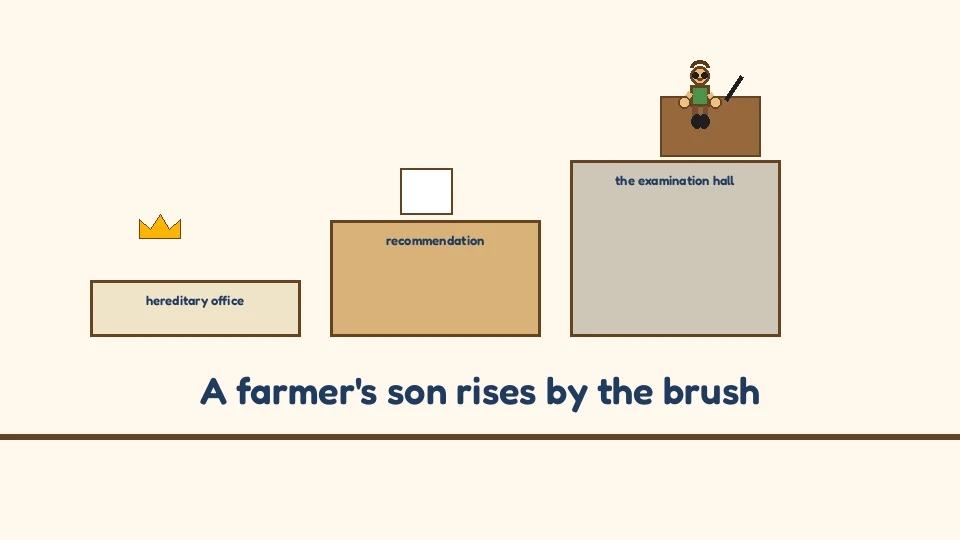 the examination hall
recommendation
hereditary office
A farmer's son rises by the brush